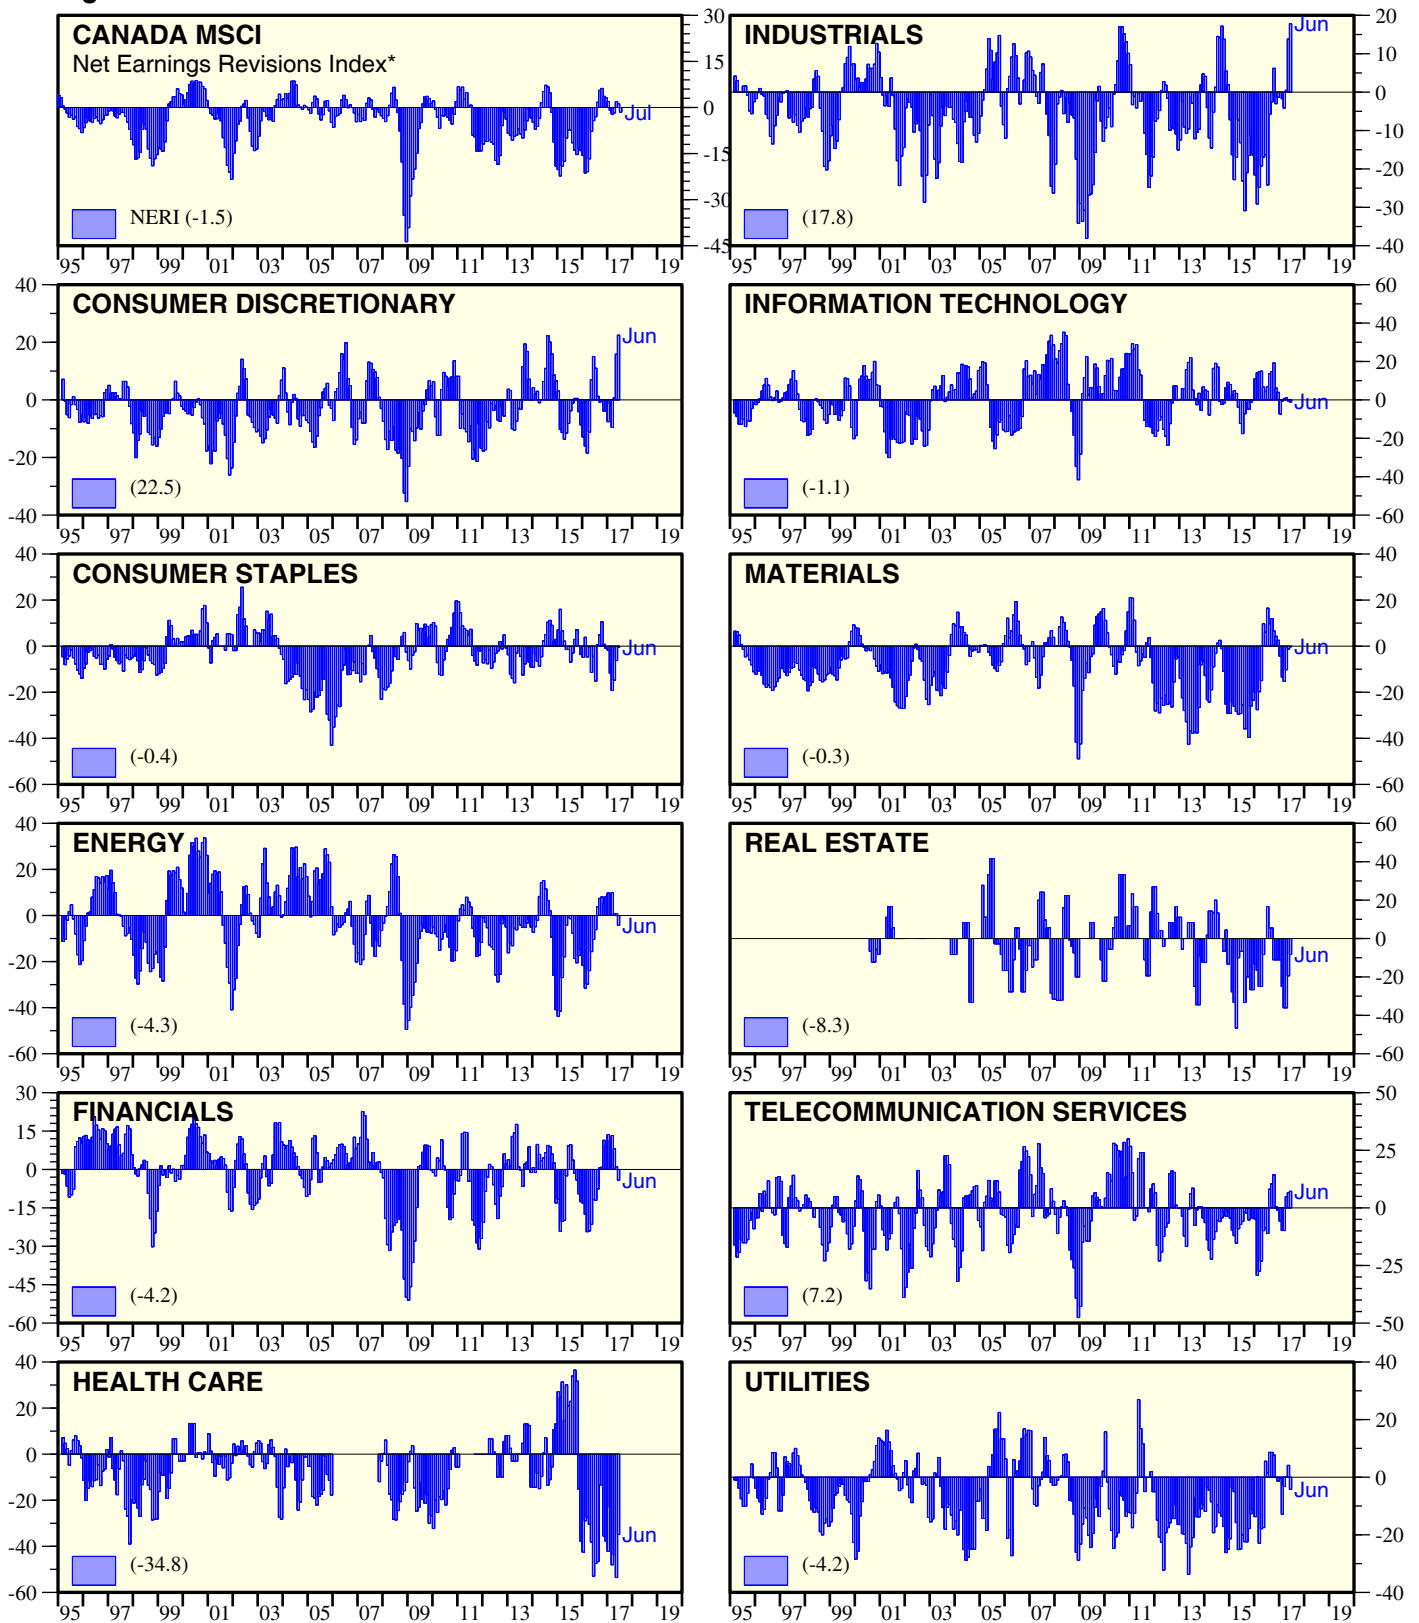 CANADA MSCI
Net Earnings Revisions Index*
30
15
0
-15
-30
-45
Jul
NERI (-1.5)
95 97 99 01 03 05 07 09 11 13 15 17 19
INDUSTRIALS
20
10
0
-10
-20
-30
-40
Jun
(17.8)
95 97 99 01 03 05 07 09 11 13 15 17 19
CONSUMER DISCRETIONARY
40
20
0
-20
-40
Jun
(22.5)
95 97 99 01 03 05 07 09 11 13 15 17 19
INFORMATION TECHNOLOGY
60
40
20
0
-20
-40
-60
Jun
(-1.1)
95 97 99 01 03 05 07 09 11 13 15 17 19
CONSUMER STAPLES
40
20
0
-20
-40
-60
Jun
(-0.4)
95 97 99 01 03 05 07 09 11 13 15 17 19
MATERIALS
40
20
0
-20
-40
-60
Jun
(-0.3)
95 97 99 01 03 05 07 09 11 13 15 17 19
ENERGY
40
20
0
-20
-40
-60
Jun
(-4.3)
95 97 99 01 03 05 07 09 11 13 15 17 19
REAL ESTATE
60
40
20
0
-20
-40
-60
Jun
(-8.3)
95 97 99 01 03 05 07 09 11 13 15 17 19
FINANCIALS
30
15
0
-15
-30
-45
-60
Jun
(-4.2)
95 97 99 01 03 05 07 09 11 13 15 17 19
TELECOMMUNICATION SERVICES
50
25
0
-25
-50
Jun
(7.2)
95 97 99 01 03 05 07 09 11 13 15 17 19
HEALTH CARE
40
20
0
-20
-40
-60
Jun
(-34.8)
95 97 99 01 03 05 07 09 11 13 15 17 19
UTILITIES
40
20
0
-20
-40
Jun
(-4.2)
95 97 99 01 03 05 07 09 11 13 15 17 19